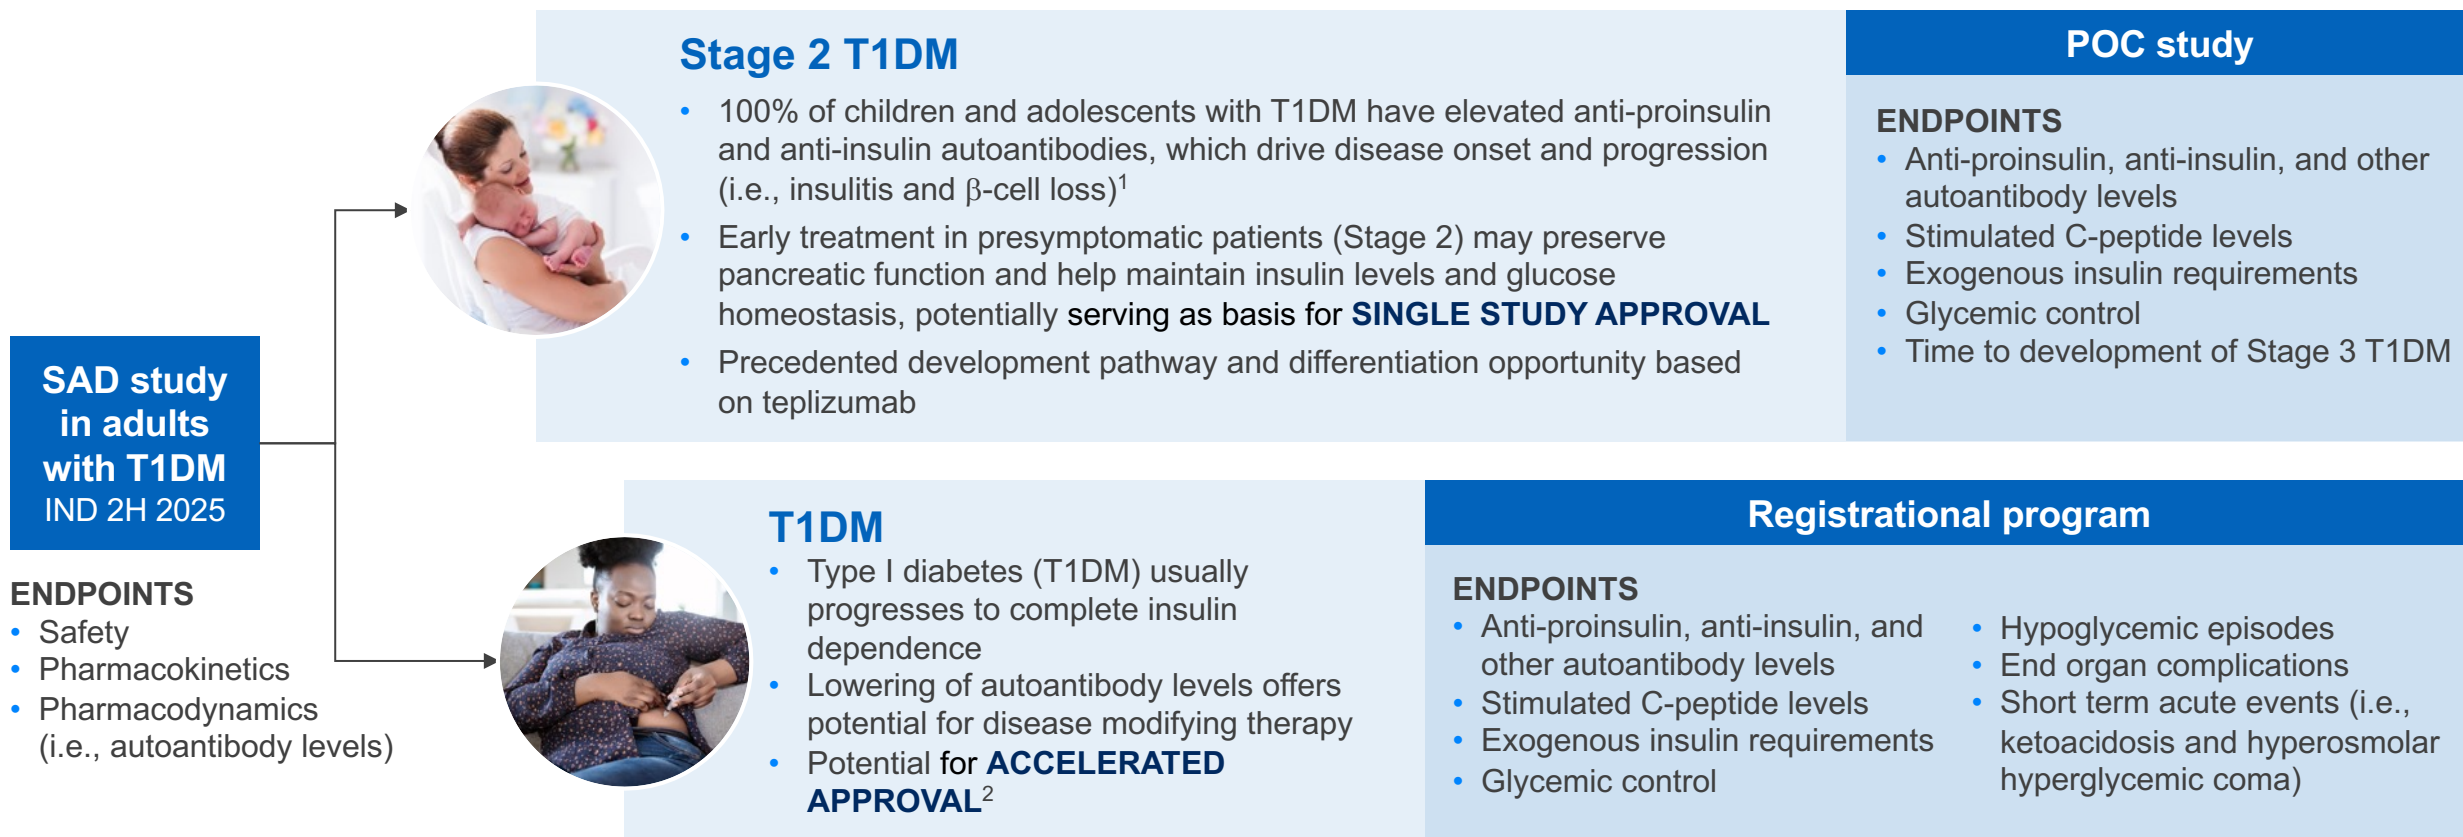 SAD study
in adults
with T1DM
IND 2H 2025
ENDPOINTS
• Safety
• Pharmacokinetics
• Pharmacodynamics
(i.e., autoantibody levels)
Stage 2 T1DM
• 100% of children and adolescents with T1DM have elevated anti-proinsulin
and anti-insulin autoantibodies, which drive disease onset and progression
(i.e., insulitis and β-cell loss)¹
• Early treatment in presymptomatic patients (Stage 2) may preserve
pancreatic function and help maintain insulin levels and glucose
homeostasis, potentially serving as basis for SINGLE STUDY APPROVAL
• Precedented development pathway and differentiation opportunity based
on teplizumab
POC study
ENDPOINTS
• Anti-proinsulin, anti-insulin, and other
autoantibody levels
• Stimulated C-peptide levels
• Exogenous insulin requirements
• Glycemic control
• Time to development of Stage 3 T1DM
T1DM
• Type I diabetes (T1DM) usually
progresses to complete insulin
dependence
• Lowering of autoantibody levels offers
potential for disease modifying therapy
• Potential for ACCELERATED
APPROVAL²
Registrational program
ENDPOINTS
• Anti-proinsulin, anti-insulin, and
other autoantibody levels
• Stimulated C-peptide levels
• Exogenous insulin requirements
• Glycemic control
• Hypoglycemic episodes
• End organ complications
• Short term acute events (i.e.,
ketoacidosis and hyperosmolar
hyperglycemic coma)